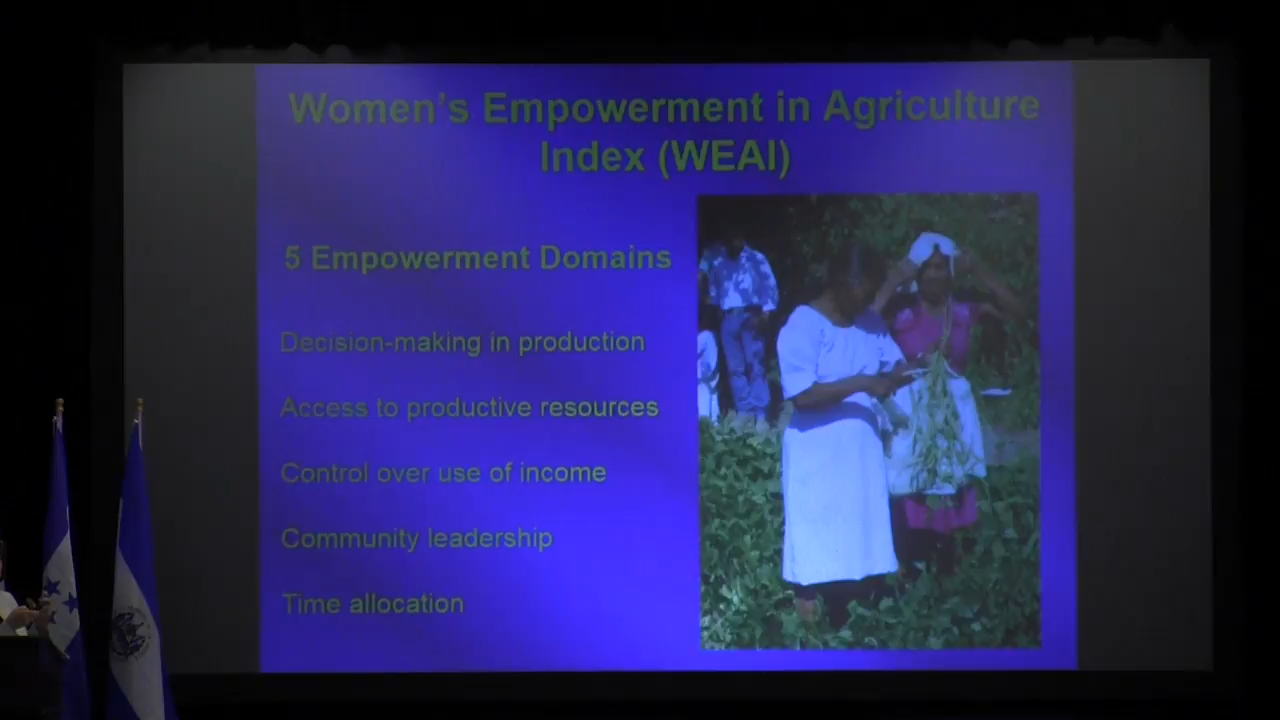 Women's Empowerment in Agriculture
Index (WEAI)
5 Empowerment Domains
Decision-making in production
Access to productive resources
Control over use of income
Community leadership
Time allocation